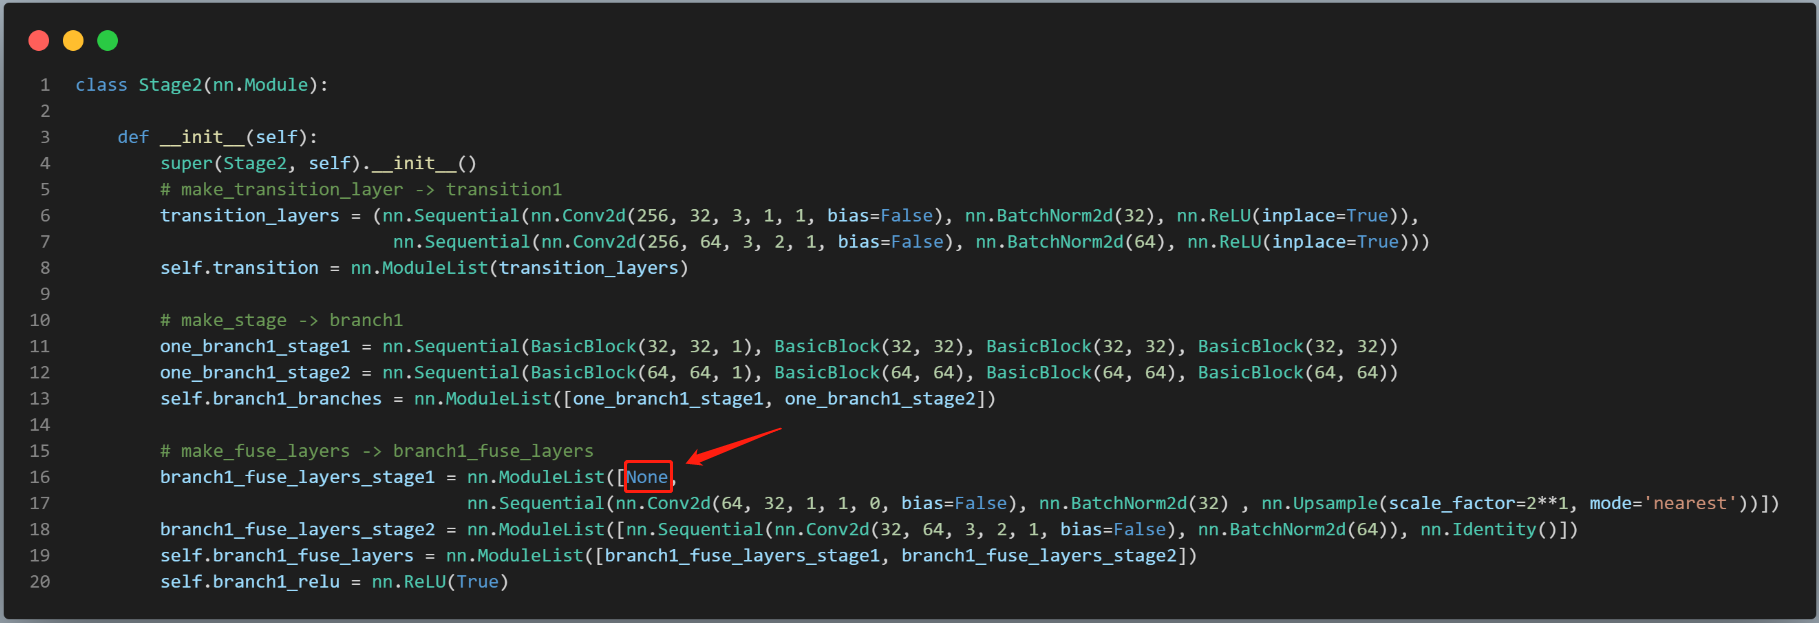 1 class Stage2(nn.Module):
2
3 def __init__(self):
4 super(Stage2, self).__init__()
5 # make_transition_layer -> transition1
6 transition_layers = (nn.Sequential(nn.Conv2d(256, 32, 3, 1, 1, bias=False), nn.BatchNorm2d(32), nn.ReLU(inplace=True)),
7 nn.Sequential(nn.Conv2d(256, 64, 3, 2, 1, bias=False), nn.BatchNorm2d(64), nn.ReLU(inplace=True)))
8 self.transition = nn.ModuleList(transition_layers)
9
10 # make_stage -> branch1
11 one_branch1_stage1 = nn.Sequential(BasicBlock(32, 32, 1), BasicBlock(32, 32), BasicBlock(32, 32), BasicBlock(32, 32))
12 one_branch1_stage2 = nn.Sequential(BasicBlock(64, 64, 1), BasicBlock(64, 64), BasicBlock(64, 64), BasicBlock(64, 64))
13 self.branch1_branches = nn.ModuleList([one_branch1_stage1, one_branch1_stage2])
14
15 # make_fuse_layers -> branch1_fuse_layers
16 branch1_fuse_layers_stage1 = nn.ModuleList([None,
17 nn.Sequential(nn.Conv2d(64, 32, 1, 1, 0, bias=False), nn.BatchNorm2d(32) , nn.Upsample(scale_factor=2**1, mode='nearest'))])
18 branch1_fuse_layers_stage2 = nn.ModuleList([nn.Sequential(nn.Conv2d(32, 64, 3, 2, 1, bias=False), nn.BatchNorm2d(64)), nn.Identity()])
19 self.branch1_fuse_layers = nn.ModuleList([branch1_fuse_layers_stage1, branch1_fuse_layers_stage2])
20 self.branch1_relu = nn.ReLU(True)